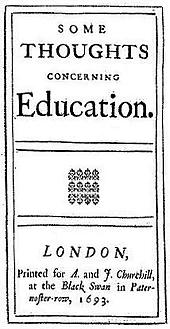 SOME
THOUGHTS
CONCERNING
Education.
LONDON,
Printed for A. and J. Churchill,
at the Black Swan in Pater-
noster-row, 1693.